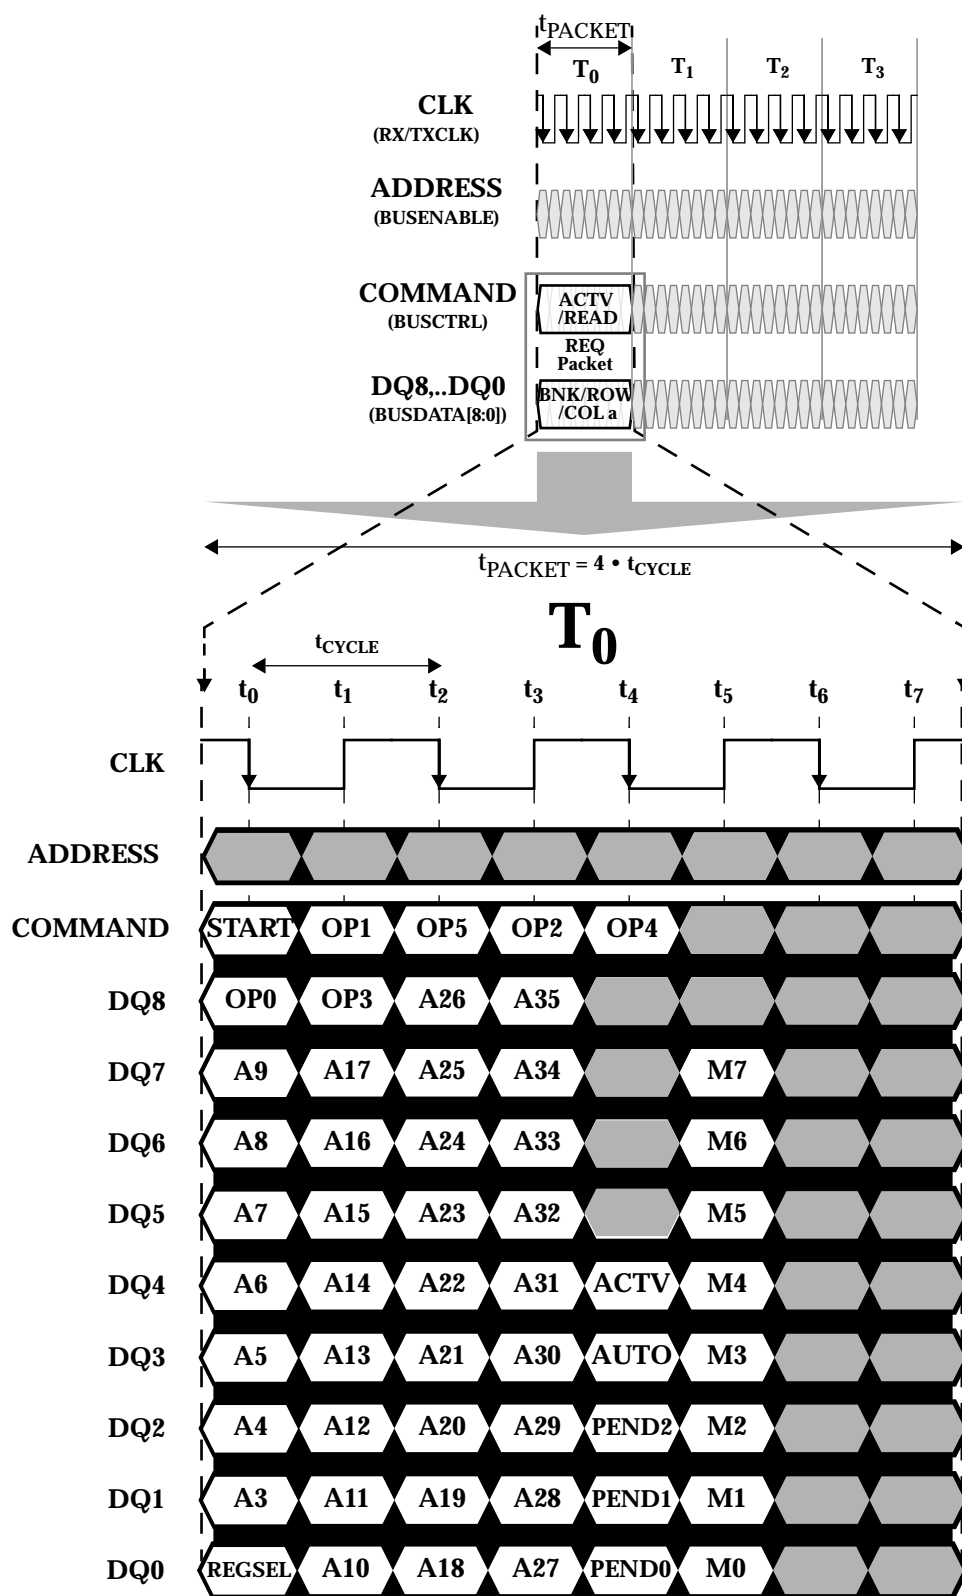 tPACKET
T0 T1 T2 T3
CLK
(RX/TXCLK)
ADDRESS
(BUSENABLE)
COMMAND
(BUSCTRL)
ACTV
/READ
REQ
Packet
DQ8,..DQ0
(BUSDATA[8:0])
BNK/ROW
/COL a
tPACKET = 4 • tCYCLE
T0
tCYCLE
t0 t1 t2 t3 t4 t5 t6 t7
CLK
ADDRESS
COMMAND START OP1 OP5 OP2 OP4
DQ8 OP0 OP3 A26 A35
DQ7 A9 A17 A25 A34 M7
DQ6 A8 A16 A24 A33 M6
DQ5 A7 A15 A23 A32 M5
DQ4 A6 A14 A22 A31 ACTV M4
DQ3 A5 A13 A21 A30 AUTO M3
DQ2 A4 A12 A20 A29 PEND2 M2
DQ1 A3 A11 A19 A28 PEND1 M1
DQ0 REGSEL A10 A18 A27 PEND0 M0